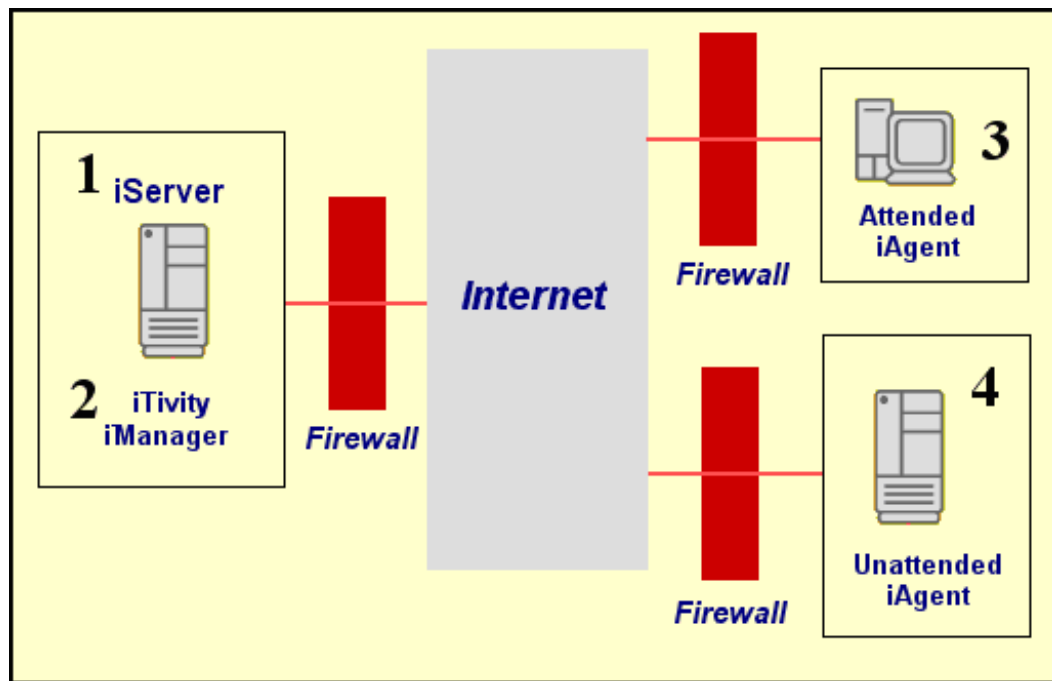 1
iServer
2
iTivity
iManager
Firewall
Internet
Firewall
3
Attended
iAgent
Firewall
4
Unattended
iAgent